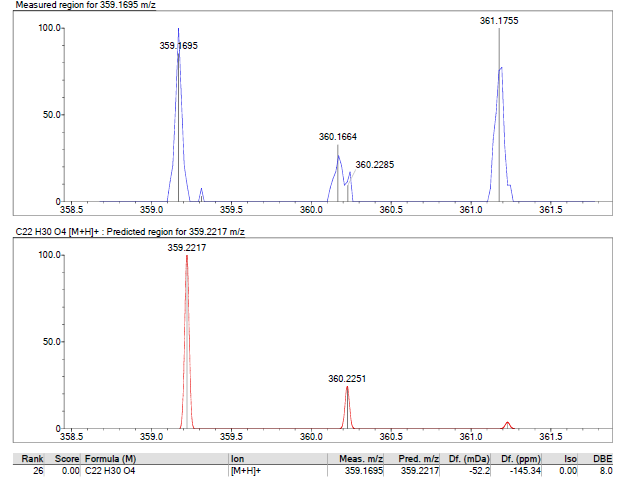 Measured region for 359.1695 m/z
361.1755
100.0
359.1695
50.0
360.1664
360.2285
0
358.5 359.0 359.5 360.0 360.5 361.0 361.5
C22 H30 O4 [M+H]+ : Predicted region for 359.2217 m/z
359.2217
100.0
50.0
360.2251
0
358.5 359.0 359.5 360.0 360.5 361.0 361.5
Rank Score Formula (M) Ion Meas. m/z Pred. m/z Df. (mDa) Df. (ppm) Iso DBE
26 0.00 C22 H30 O4 [M+H]+ 359.1695 359.2217 -52.2 -145.34 0.00 8.0